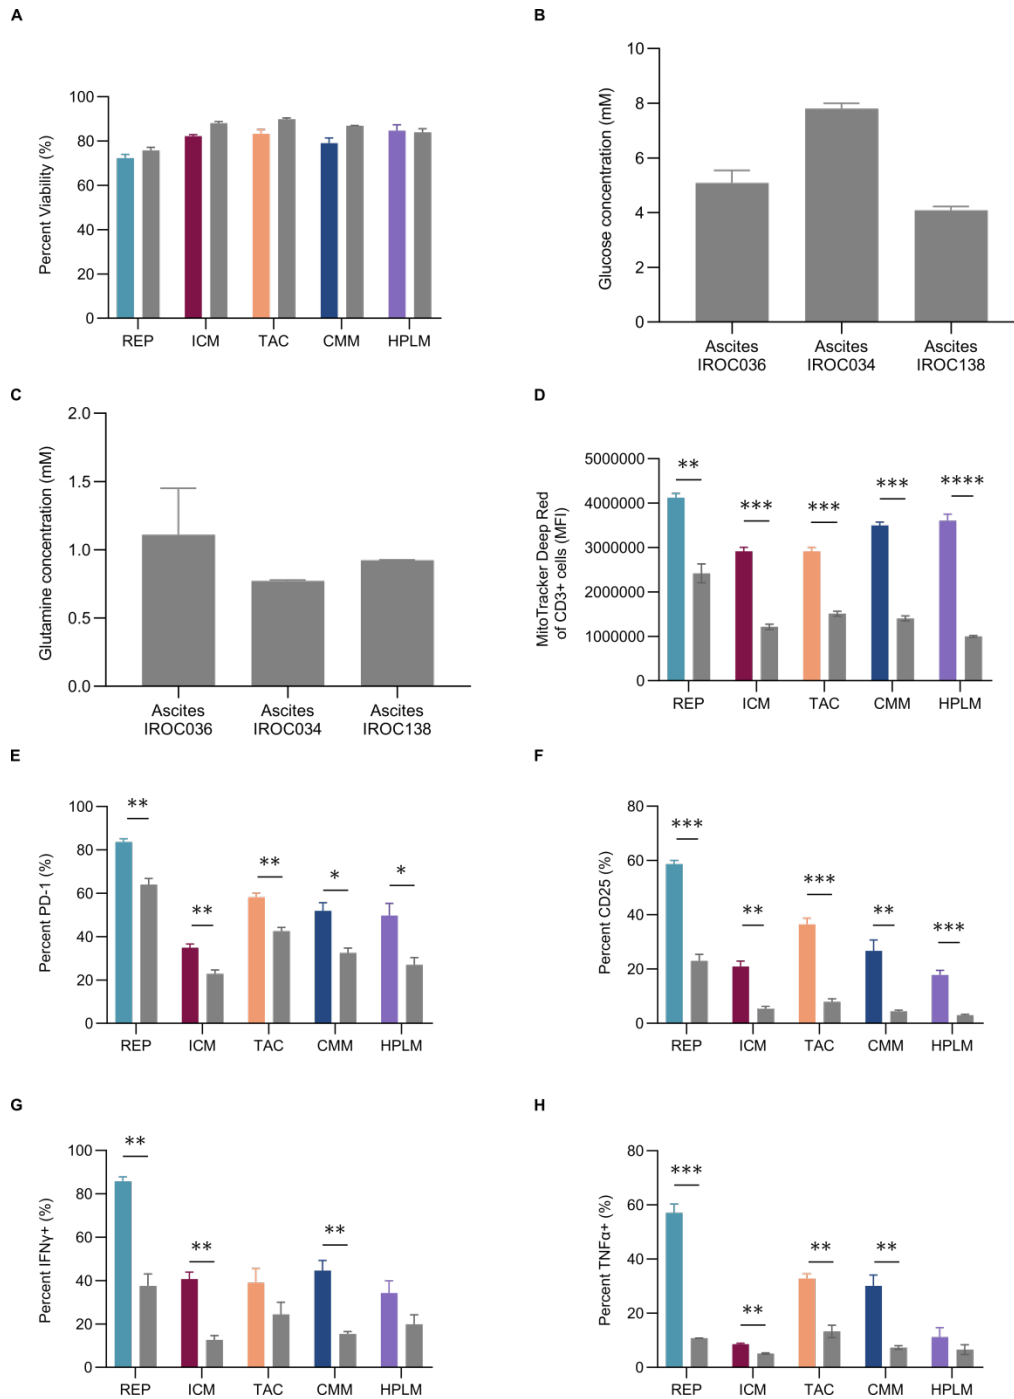 A
Percent Viability (%)
100
80
60
40
20
0
REP ICM TAC CMM HPLM
B
Glucose concentration (mM)
10
8
6
4
2
0
Ascites Ascites Ascites
IROC036 IROC034 IROC138
C
Glutamine concentration (mM)
2.0
1.5
1.0
0.5
0.0
Ascites Ascites Ascites
IROC036 IROC034 IROC138
D
MitoTracker Deep Red
of CD3+ cells (MFI)
5000000
4000000
3000000
2000000
1000000
0
** *** *** *** ****
REP ICM TAC CMM HPLM
E
Percent PD-1 (%)
100
80
60
40
20
0
** ** ** * *
REP ICM TAC CMM HPLM
F
Percent CD25 (%)
80
60
40
20
0
*** ** *** ** ***
REP ICM TAC CMM HPLM
G
Percent IFNγ+ (%)
100
80
60
40
20
0
** ** **
REP ICM TAC CMM HPLM
H
Percent TNFα+ (%)
80
60
40
20
0
*** ** ** **
REP ICM TAC CMM HPLM